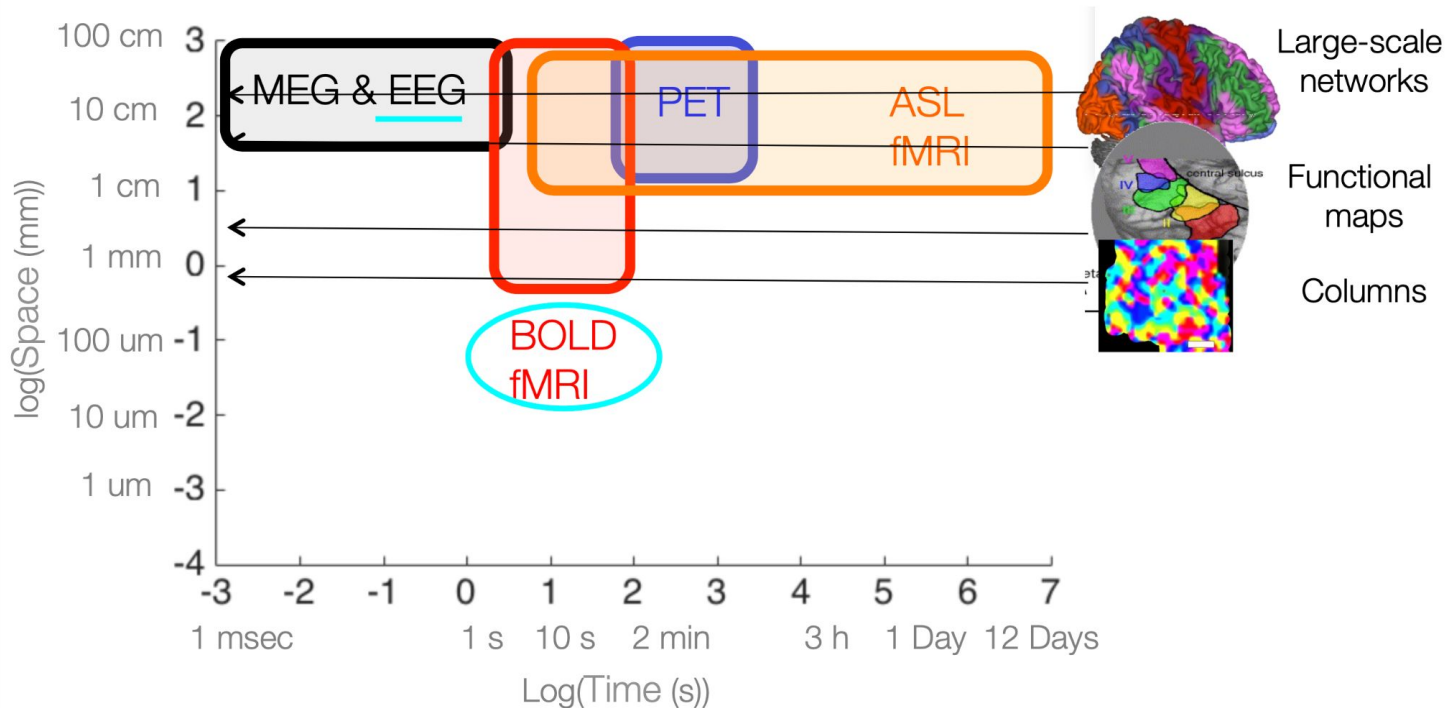 100 cm
10 cm
1 cm
1 mm
100 um
10 um
1 um
log(Space (mm))
3
2
1
0
-1
-2
-3
-4
MEG & EEG
PET
ASL
fMRI
BOLD
fMRI
Large-scale
networks
central sulcus
IV
II
Functional
maps
Columns
-3 -2 -1 0 1 2 3 4 5 6 7
1 msec 1 s 10 s 2 min 3 h 1 Day 12 Days
Log(Time (s))